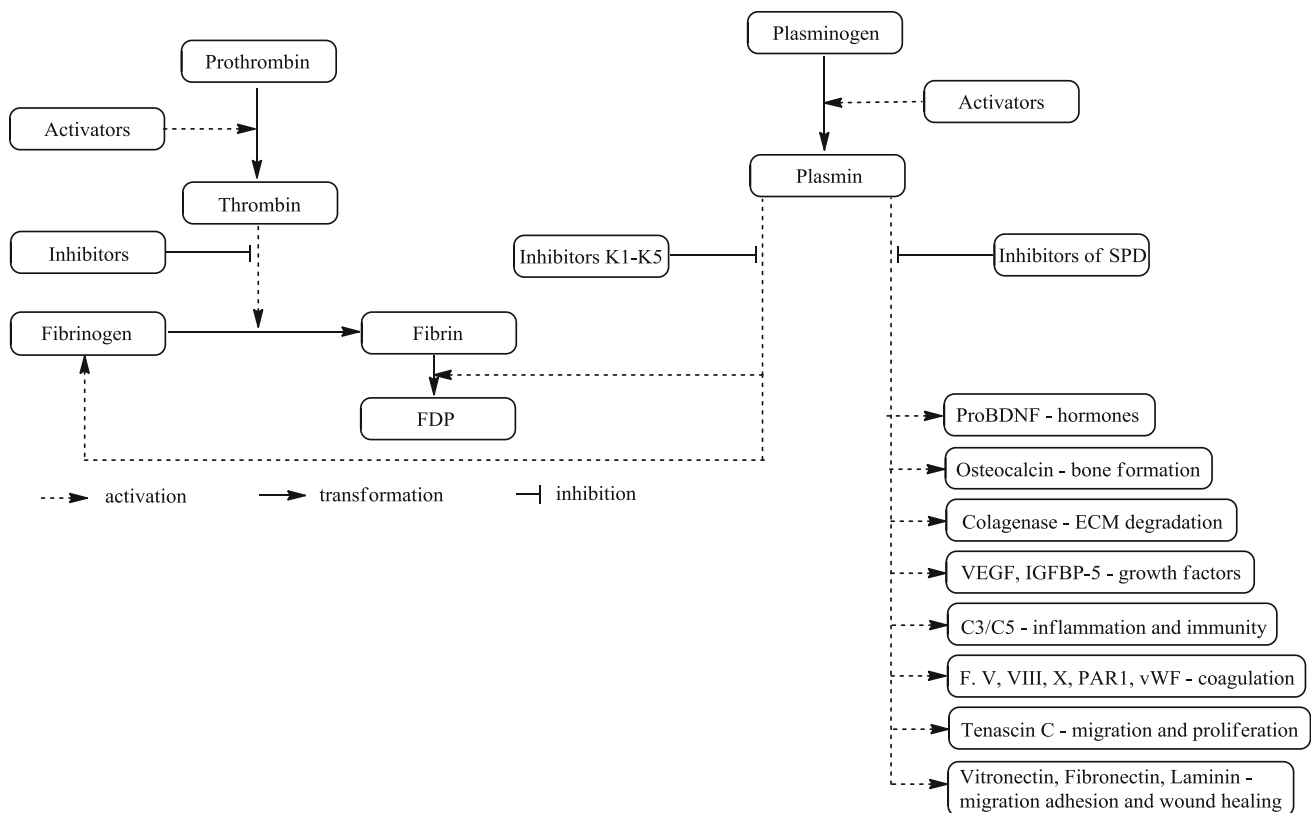 Plasminogen
Prothrombin
Activators
Activators
Plasmin
Thrombin
Inhibitors
Inhibitors K1-K5
Inhibitors of SPD
Fibrinogen
Fibrin
FDP
activation
transformation
inhibition
ProBDNF - hormones
Osteocalcin - bone formation
Colagenase - ECM degradation
VEGF, IGFBP-5 - growth factors
C3/C5 - inflammation and immunity
F. V, VIII, X, PAR1, vWF - coagulation
Tenascin C - migration and proliferation
Vitronectin, Fibronectin, Laminin -
migration adhesion and wound healing